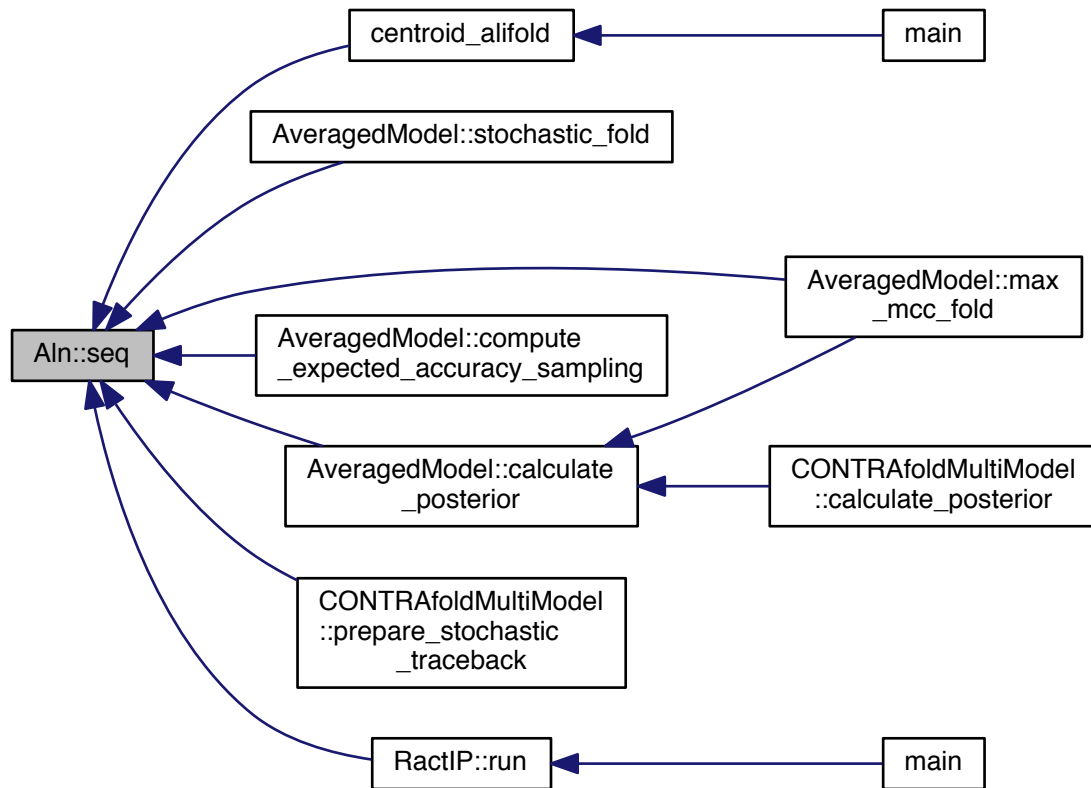 centroid_alifold
main
AveragedModel::stochastic_fold
AveragedModel::max
_mcc_fold
Aln::seq
AveragedModel::compute
_expected_accuracy_sampling
AveragedModel::calculate
_posterior
CONTRAfoldMultiModel
::calculate_posterior
CONTRAfoldMultiModel
::prepare_stochastic
_traceback
RactIP::run
main